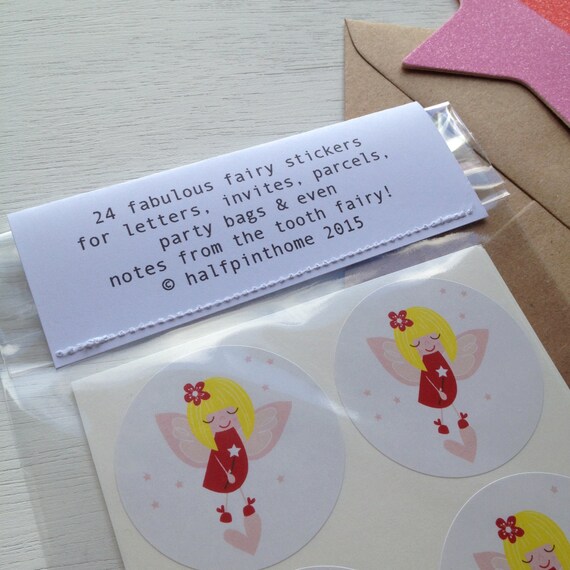 24 fabulous fairy stickers
for letters, invites, parcels,
party bags & even
notes from the tooth fairy!
© halfpinthome 2015